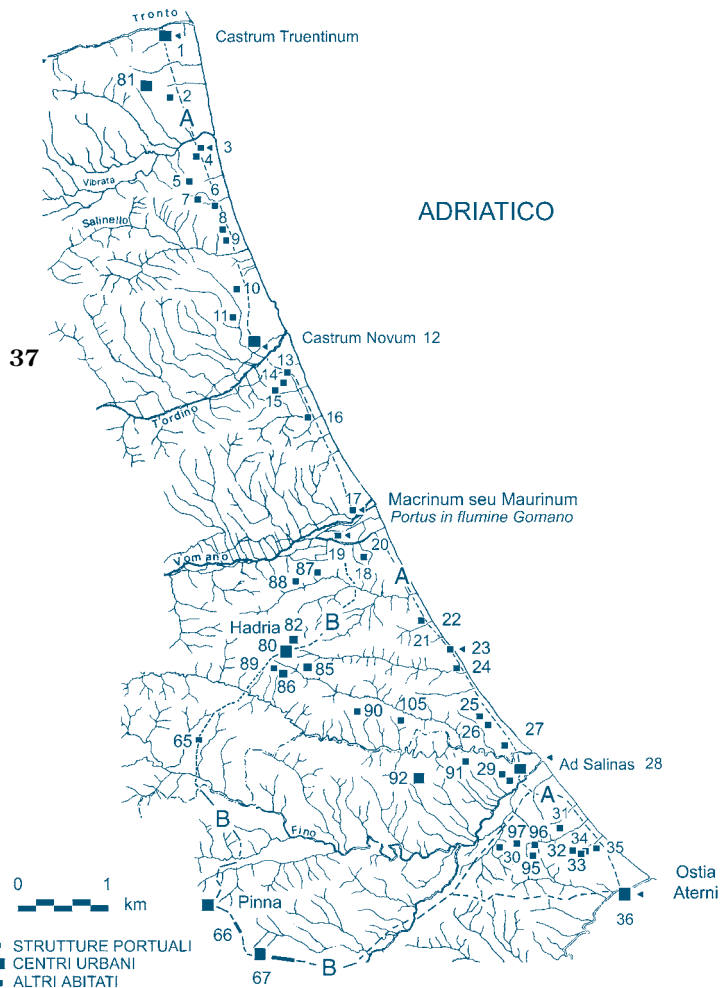 Tronto
Castrum Truentinum
1
81
2
A
3
4
Vibrata
5
6
7
ADRIATICO
Salinello
8
9
10
11
37
Castrum Novum 12
13
14
15
Tordino
16
17
Macrinum seu Maurinum
Portus in flumine Gomano
Vomano
19
20
18
87
88
A
22
21
B
82
Hadria
80
23
24
89
85
86
90
105
25
26
27
65
Ad Salinas 28
91
29
92
A
B
31
Fino
97
96
34
35
30
32
33
95
Ostia
Aterni
36
0
1
km
Pinna
66
67
B
STRUTTURE PORTUALI
CENTRI URBANI
ALTRI ABITATI